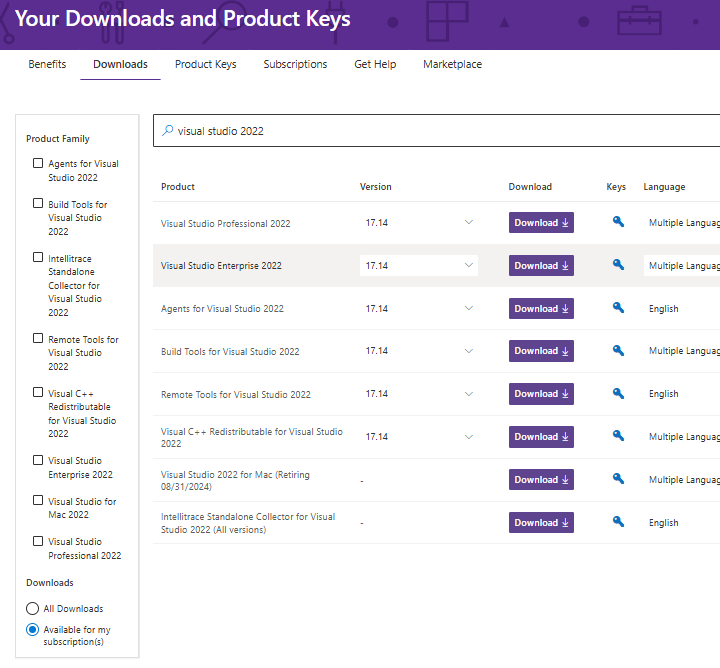 Your Downloads and Product Keys
Benefits Downloads Product Keys Subscriptions Get Help Marketplace
Product Family
Agents for Visual
Studio 2022
Build Tools for
Visual Studio
2022
Intellitrace
Standalone
Collector for
Visual Studio
2022
Remote Tools for
Visual Studio
2022
Visual C++
Redistributable
for Visual Studio
2022
Visual Studio
Enterprise 2022
Visual Studio for
Mac 2022
Visual Studio
Professional 2022
Downloads
All Downloads
Available for my
subscription(s)
visual studio 2022
Product Version Download Keys Language
Visual Studio Professional 2022 17.14 Download Multiple Languag
Visual Studio Enterprise 2022 17.14 Download Multiple Languag
Agents for Visual Studio 2022 17.14 Download English
Build Tools for Visual Studio 2022 17.14 Download Multiple Languag
Remote Tools for Visual Studio 2022 17.14 Download English
Visual C++ Redistributable for Visual Studio
2022 17.14 Download Multiple Languag
Visual Studio 2022 for Mac (Retiring
08/31/2024) - Download Multiple Languag
Intellitrace Standalone Collector for Visual
Studio 2022 (All versions) - Download English